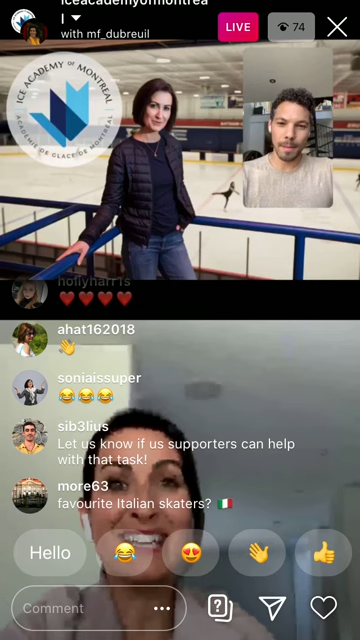 iceacademyofmontrea
l
with mf_dubreuil
LIVE
74
ICE ACADEMY OF MONTREAL
ACADÉMIE DE GLACE DE MONTRÉAL
hollyharr1s
ahat162018
soniaissuper
sib3lius
Let us know if us supporters can help
with that task!
more63
favourite Italian skaters?
Hello
Comment